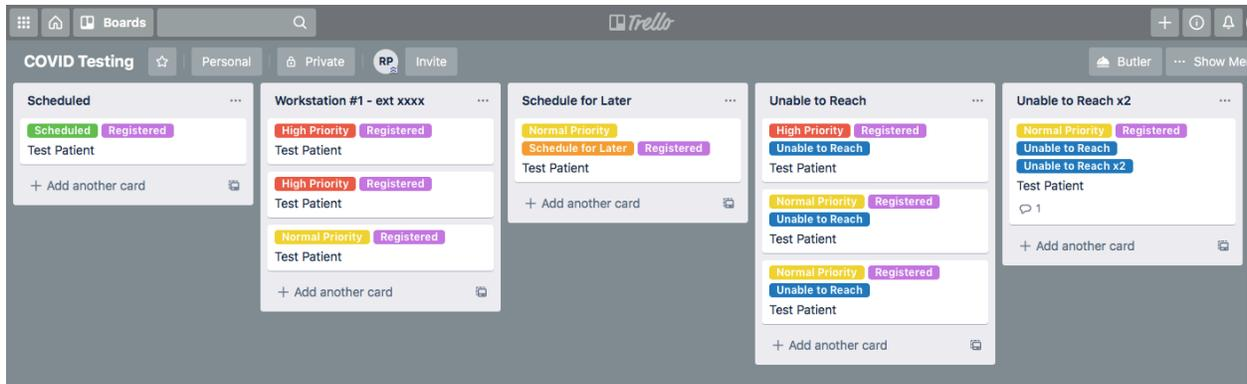 Boards
Trello
COVID Testing Personal Private RP Invite Butler ... Show Me
Scheduled ...
Scheduled Registered
Test Patient
+ Add another card
Workstation #1 - ext xxxx ...
High Priority Registered
Test Patient
High Priority Registered
Test Patient
Normal Priority Registered
Test Patient
+ Add another card
Schedule for Later ...
Normal Priority
Schedule for Later Registered
Test Patient
+ Add another card
Unable to Reach ...
High Priority Registered
Unable to Reach
Test Patient
Normal Priority Registered
Unable to Reach
Test Patient
Normal Priority Registered
Unable to Reach
Test Patient
+ Add another card
Unable to Reach x2 ...
Normal Priority Registered
Unable to Reach
Unable to Reach x2
Test Patient
1
+ Add another card